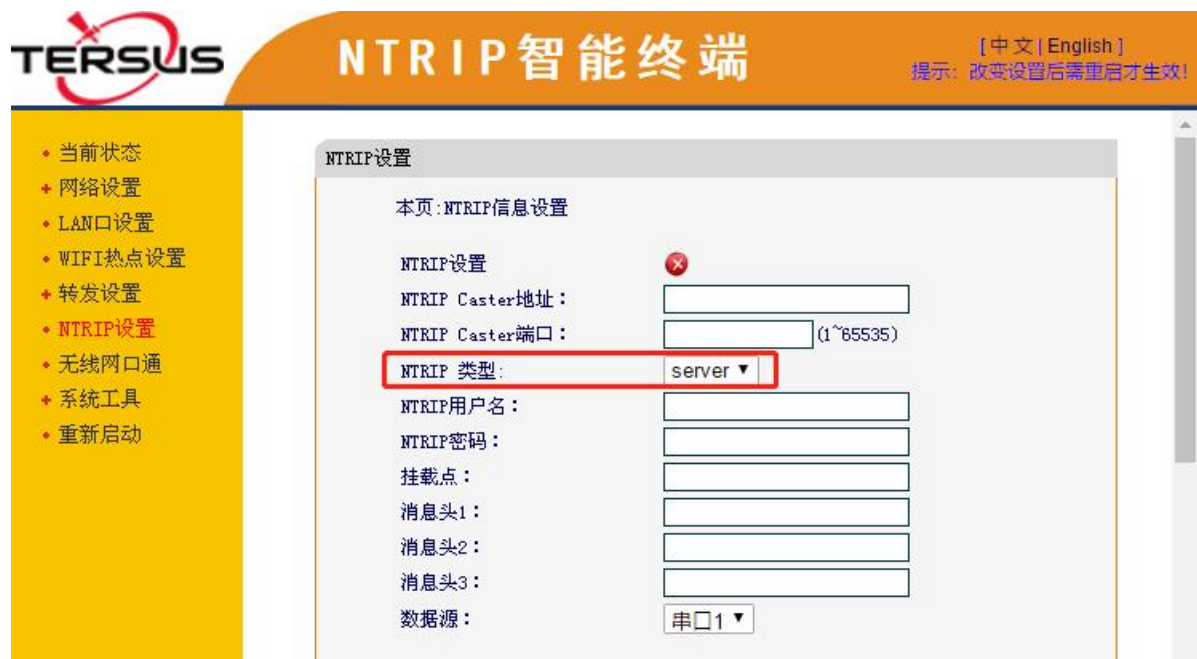 TERSUS
NTRIP智能终端
[中文|English]
提示: 改变设置后需重启才生效!
当前状态
网络设置
LAN口设置
WIFI热点设置
转发设置
NTRIP设置
无线网口通
系统工具
重新启动
NTRIP设置
本页:NTRIP信息设置
NTRIP设置
NTRIP Caster地址：
NTRIP Caster端口： (1~65535)
NTRIP 类型: server
NTRIP用户名：
NTRIP密码：
挂载点：
消息头1：
消息头2：
消息头3：
数据源： 串口1